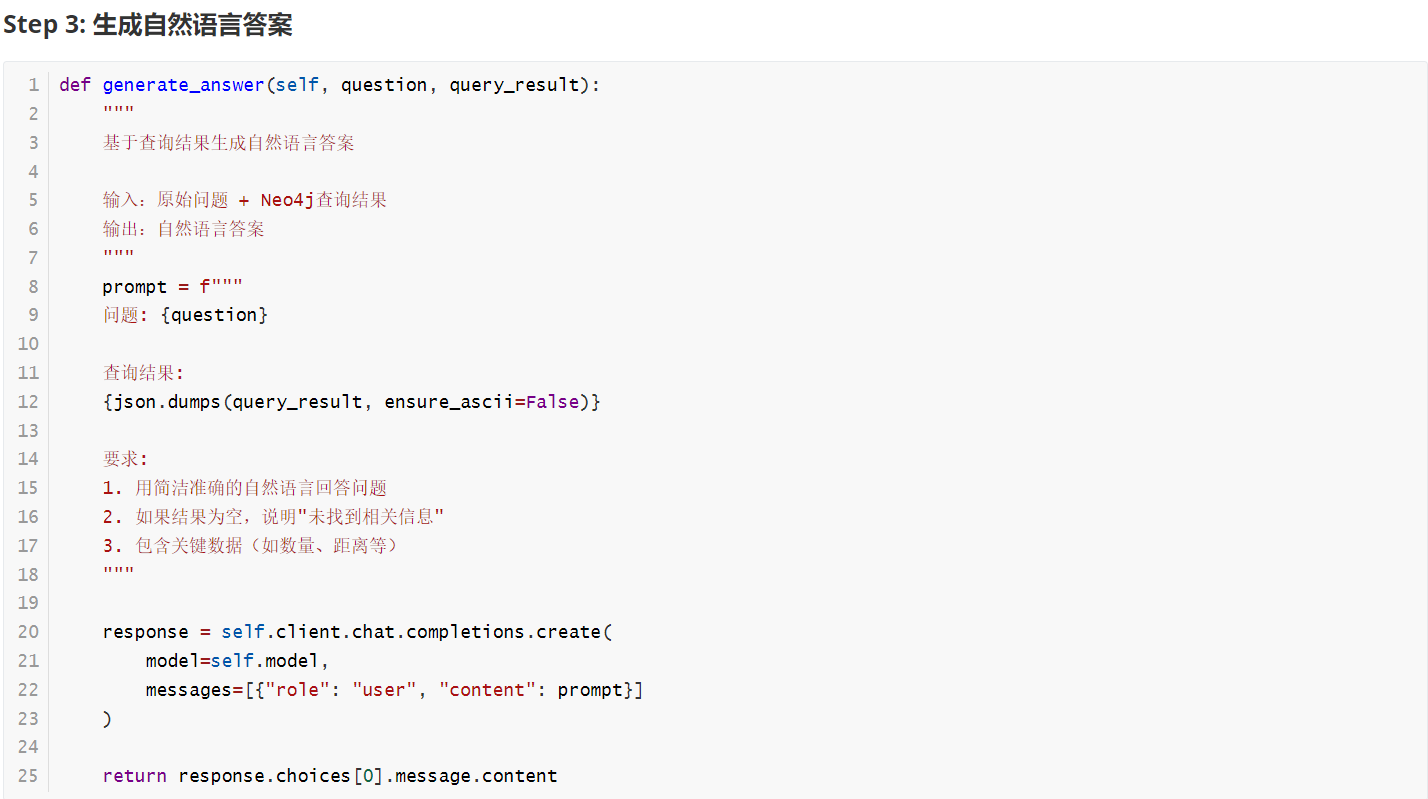 Step 3: 生成自然语言答案
1 def generate_answer(self, question, query_result):
2     """
3     基于查询结果生成自然语言答案
4
5     输入：原始问题 + Neo4j查询结果
6     输出：自然语言答案
7     """
8     prompt = f"""
9     问题: {question}
10
11     查询结果:
12     {json.dumps(query_result, ensure_ascii=False)}
13
14     要求:
15     1. 用简洁准确的自然语言回答问题
16     2. 如果结果为空，说明"未找到相关信息"
17     3. 包含关键数据（如数量、距离等）
18     """
19
20     response = self.client.chat.completions.create(
21         model=self.model,
22         messages=[{"role": "user", "content": prompt}]
23     )
24
25     return response.choices[0].message.content